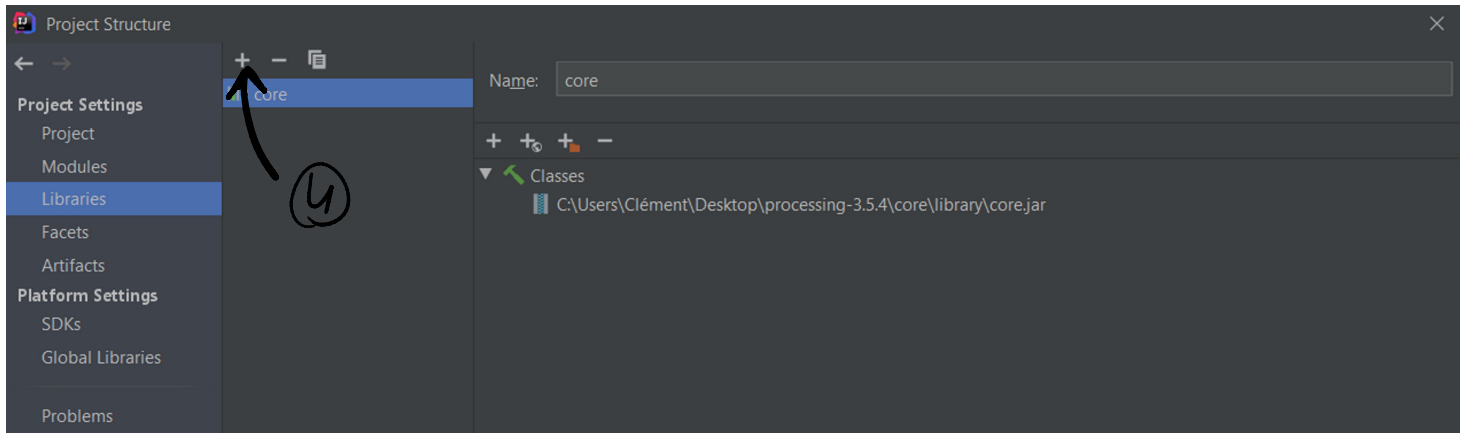 Project Structure
Project Settings
Project
Modules
Libraries
Facets
Artifacts
Platform Settings
SDKs
Global Libraries
Problems
core
4
Name: core
Classes
C:\Users\Clément\Desktop\processing-3.5.4\core\library\core.jar